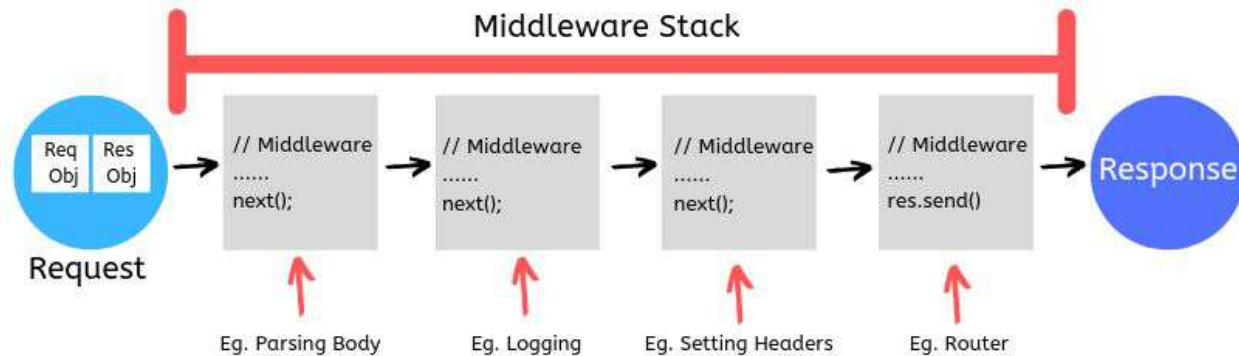 Middleware Stack
Req
Obj
Res
Obj
Request
// Middleware
......
next();
// Middleware
......
next();
// Middleware
......
next();
// Middleware
......
res.send()
Response
Eg. Parsing Body
Eg. Logging
Eg. Setting Headers
Eg. Router